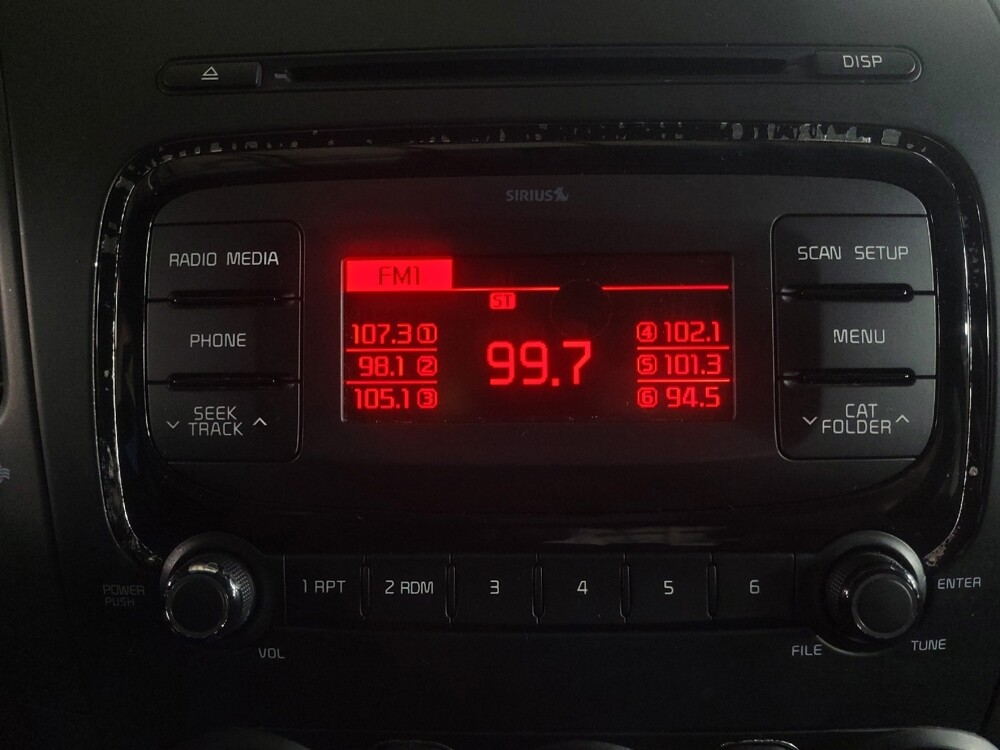 DISP
SIRIUS
RADIO MEDIA
SCAN SETUP
FM1
ST
107.3 1
4 102.1
PHONE
98.1 2
99.7
5 101.3
MENU
105.1 3
6 94.5
SEEK
TRACK
CAT
FOLDER
POWER
PUSH
1 RPT
2 RDM
3
4
5
6
ENTER
VOL
FILE
TUNE